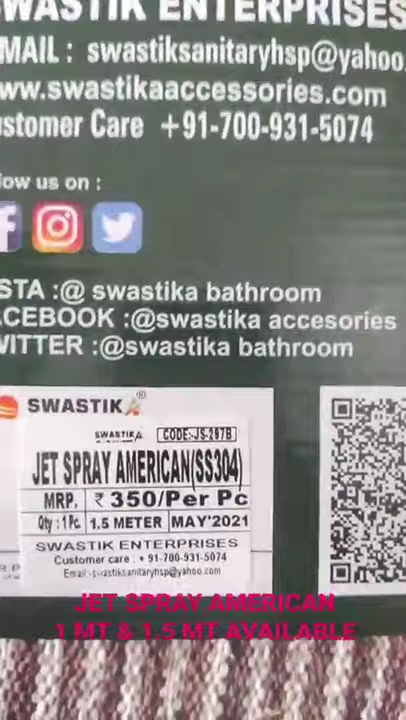 SWASTIK ENTERPRISES
MAIL : swastiksanitaryhsp@yahoo.
ww.swastikaaccessories.com
ustomer Care +91-700-931-5074
low us on :
STA :@ swastika bathroom
ACEBOOK :@swastika accesories
WITTER :@swastika bathroom
SWASTIKA®
SWASTIKA CODE:-JS-287B
JET SPRAY AMERICAN(SS304)
MRP. ₹ 350/Per Pc
Qty : 1 Pc. 1.5 METER MAY'2021
SWASTIK ENTERPRISES
Customer care : + 91-700-931-5074
Email:-swastiksanitaryhsp@yahoo.com
JET SPRAY AMERICAN
1 MT & 1.5 MT AVAILABLE